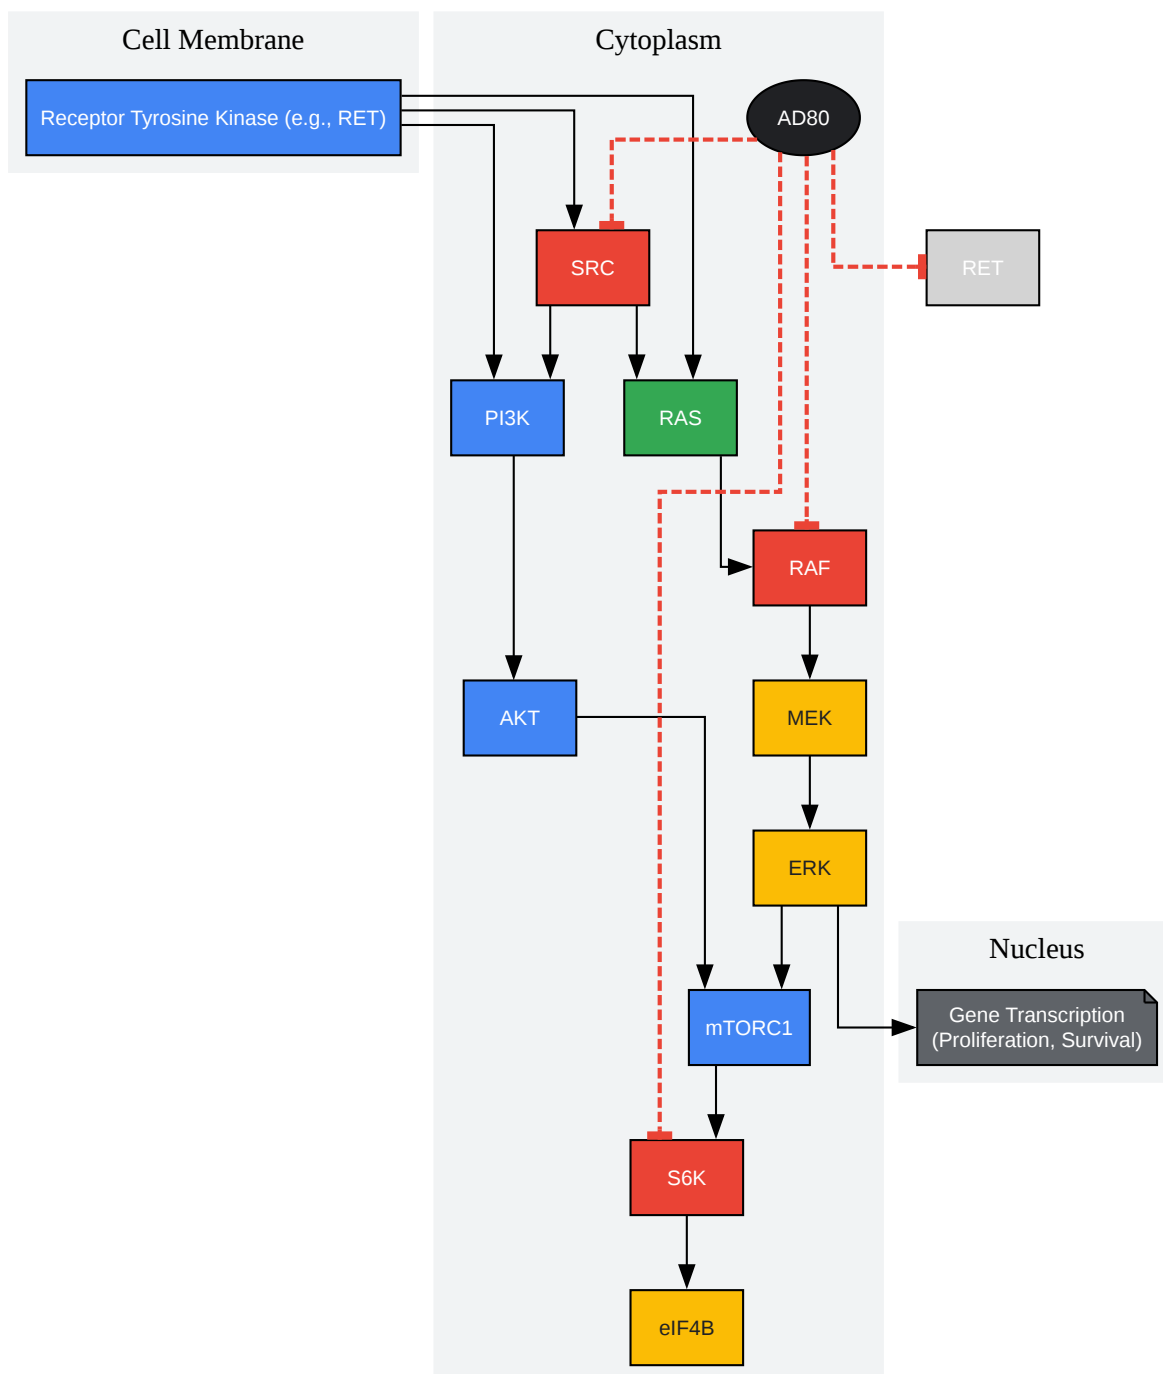 Cell Membrane
Cytoplasm
Receptor Tyrosine Kinase (e.g., RET)
AD80
SRC
RET
PI3K
RAS
RAF
AKT
MEK
ERK
Nucleus
mTORC1
Gene Transcription
(Proliferation, Survival)
S6K
eIF4B